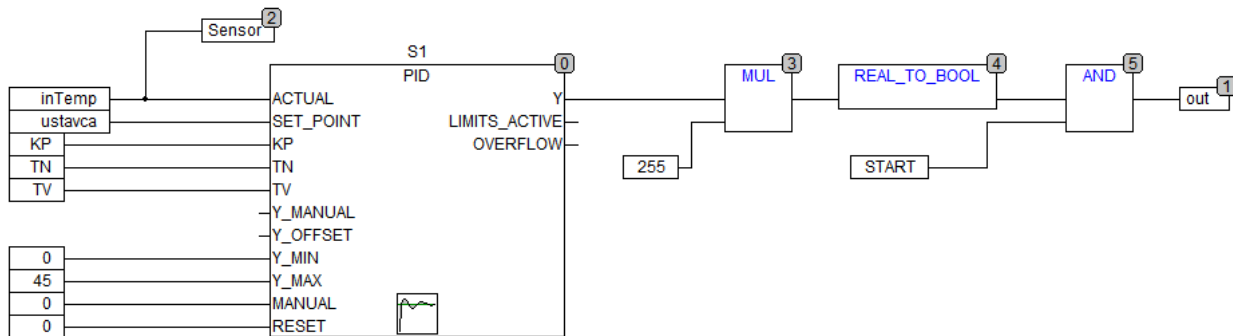 Sensor 2
S1
PID 0
MUL 3
REAL_TO_BOOL 4
AND 5
inTemp ACTUAL Y
out 1
ustavca SET_POINT LIMITS_ACTIVE
KP KP OVERFLOW
TN TN
255
START
TV TV
Y_MANUAL
Y_OFFSET
0 Y_MIN
45 Y_MAX
0 MANUAL
0 RESET